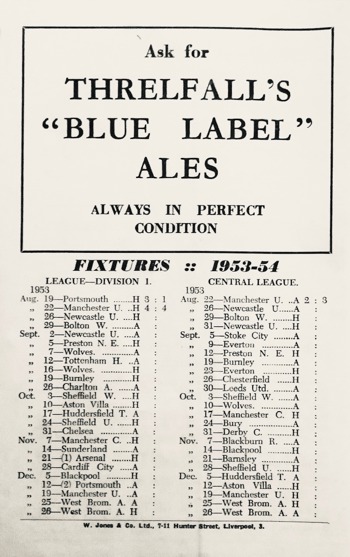 Ask for
THRELFALL'S
"BLUE LABEL"
ALES
ALWAYS IN PERFECT
CONDITION
FIXTURES :: 1953-54
LEAGUE—DIVISION 1.
1953
Aug. 19—Portsmouth .......H 3 : 1
„ 22—Manchester U. ..H 4 : 4
„ 26—Newcastle U. ...H :
„ 29—Bolton W. ........A :
Sept. 2—Newcastle U. ...A :
„ 5—Preston N. E. ...H :
„ 7—Wolves. ...........A :
„ 12—Tottenham H. ..A :
„ 16—Wolves. ...........H :
„ 19—Burnley ..........H :
„ 26—Charlton A. ......A :
Oct. 3—Sheffield W. ....H :
„ 10—Aston Villa ......H :
„ 17—Huddersfield T. A :
„ 24—Sheffield U. .....H :
„ 31—Chelsea ...........A :
Nov. 7—Manchester C. ..H :
„ 14—Sunderland ......A :
„ 21—(1) Arsenal ......H :
„ 28—Cardiff City ....A :
Dec. 5—Blackpool .........H :
„ 12—(2) Portsmouth ..A :
„ 19—Manchester U. ...A :
„ 25—West Brom. A. A :
„ 26—West Brom. A. H :
CENTRAL LEAGUE.
1953
Aug. 22—Manchester U. ..A 2 : 3
„ 26—Newcastle U......A :
„ 29—Bolton W. .......H :
„ 31—Newcastle U. ...H :
Sept. 5—Stoke City .......A :
„ 9—Everton ..........A :
„ 12—Preston N. E. H :
„ 19—Burnley ..........A :
„ 23—Everton ..........H :
„ 26—Chesterfield .....H :
„ 30—Leeds Utd. .......A :
Oct. 3—Sheffield W. .....A :
„ 10—Wolves. ...........A :
„ 17—Manchester C. H :
„ 24—Bury ..............A :
„ 31—Derby C. .........H :
Nov. 7—Blackburn R. ...A :
„ 14—Blackpool ........H :
„ 21—Barnsley ..........A :
„ 28—Sheffield U. .....H :
Dec. 5—Huddersfield T. A :
„ 12—Aston Villa .....H :
„ 19—Manchester U. H :
„ 25—West Brom. A. H :
„ 26—West Brom. A. A :
W. Jones & Co. Ltd., 7-11 Hunter Street, Liverpool, 3.